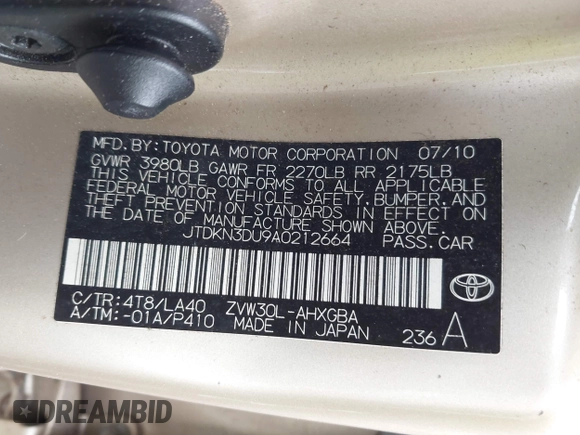 MFD. BY: TOYOTA MOTOR CORPORATION 07/10
GVWR 3980LB GAWR FR 2270LB RR 2175LB
THIS VEHICLE CONFORMS TO ALL APPLICABLE
FEDERAL MOTOR VEHICLE SAFETY, BUMPER, AND
THEFT PREVENTION STANDARDS IN EFFECT ON
THE DATE OF MANUFACTURE SHOWN ABOVE.
JTDKN3DU9A0212664 PASS.CAR
C/TR:4T8/LA40 ZVW30L-AHXGBA
A/TM:-01A/P410 MADE IN JAPAN 236 A
DREAMBID